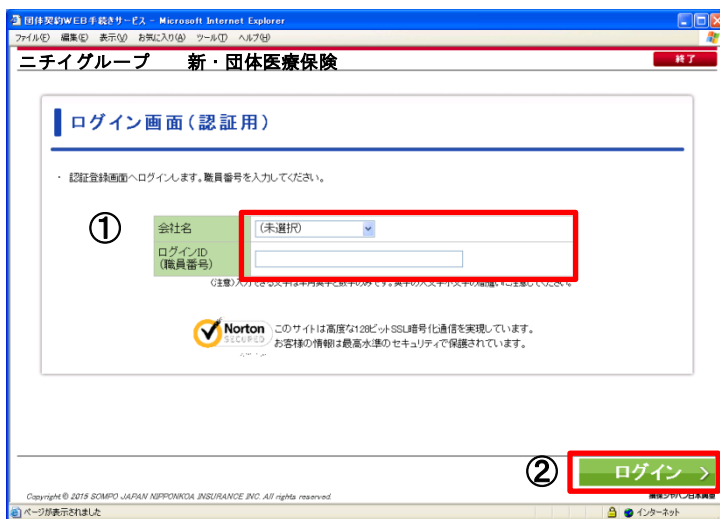 団体契約WEB手続きサービス - Microsoft Internet Explorer
ファイル(F) 編集(E) 表示(V) お気に入り(A) ツール(T) ヘルプ(H)
ニチイグループ 新・団体医療保険
終了
ログイン画面(認証用)
・ 認証登録画面へログインします。職員番号を入力してください。
①
会社名 (未選択)
ログインID
(職員番号)
(注意)入力できる文字は半角英字と数字のみです。英字の大文字小文字の間違いにご注意してください。
Norton このサイトは高度な128ビットSSL暗号化通信を実現しています。
SECURED お客様の情報は最高水準のセキュリティで保護されています。
②
ログイン >
Copyright © 2015 SOMPO JAPAN NIPPONKOA INSURANCE INC. All rights reserved.
損保ジャパン日本興亜
ページが表示されました インターネット